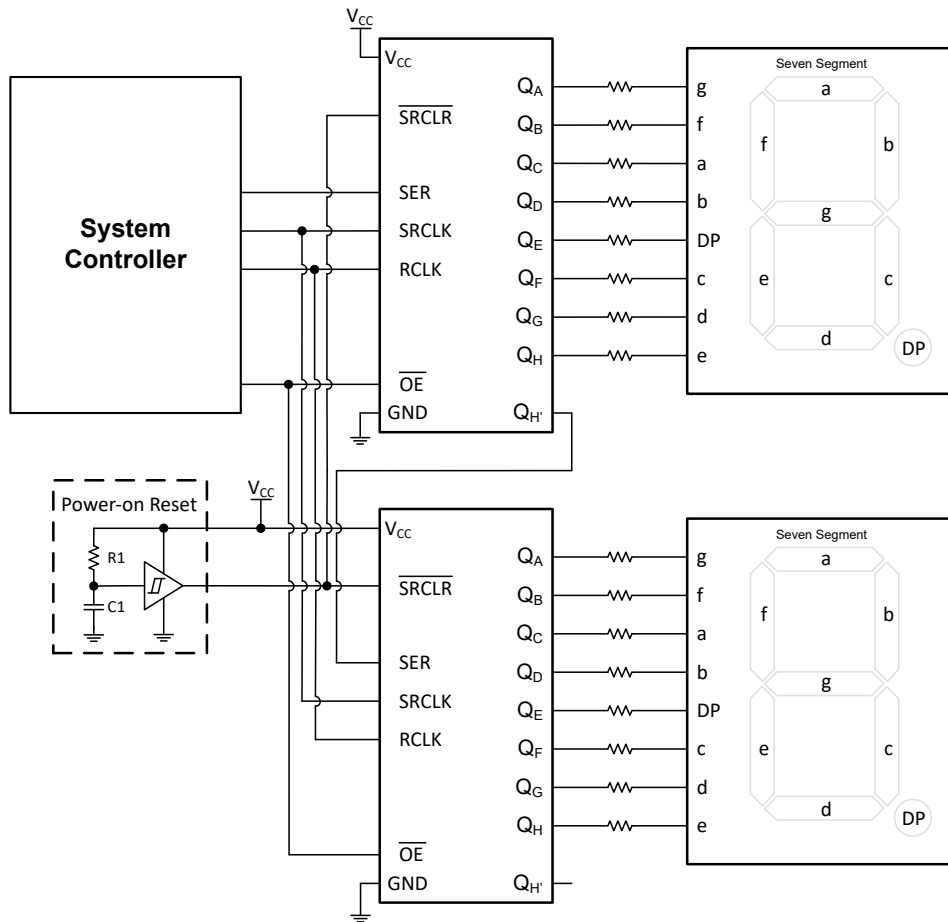 VCC
VCC
SRCLR
SER
SRCLK
RCLK
OE
GND
QA
QB
QC
QD
QE
QF
QG
QH
QH'
System
Controller
Seven Segment
g
f
a
b
DP
c
d
e
a
f
b
g
e
c
d
DP
Power-on Reset
R1
C1
VCC
VCC
SRCLR
SER
SRCLK
RCLK
OE
GND
QA
QB
QC
QD
QE
QF
QG
QH
QH'
Seven Segment
g
f
a
b
DP
c
d
e
a
f
b
g
e
c
d
DP